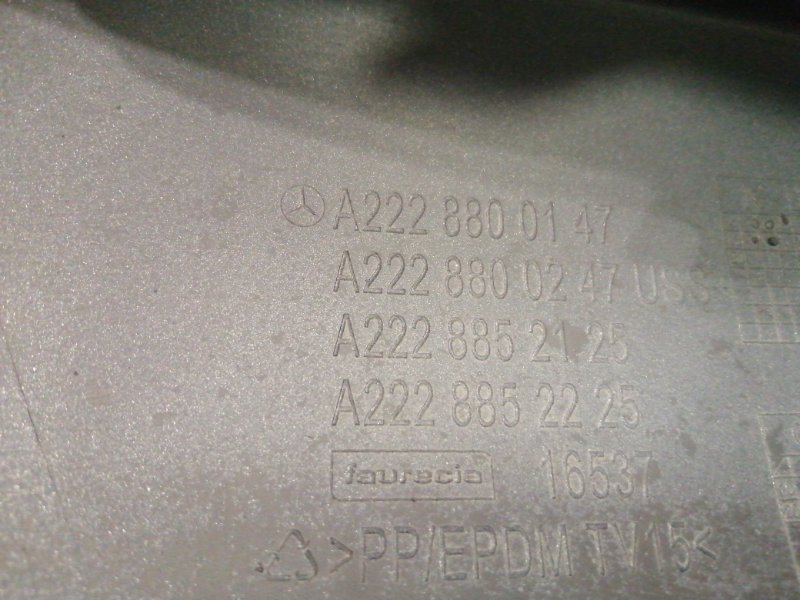 A222 880 01 47
A222 880 02 47 USS
A222 885 21 25
A222 885 22 25
faurecia 16537
>PP/EPDM TV15<